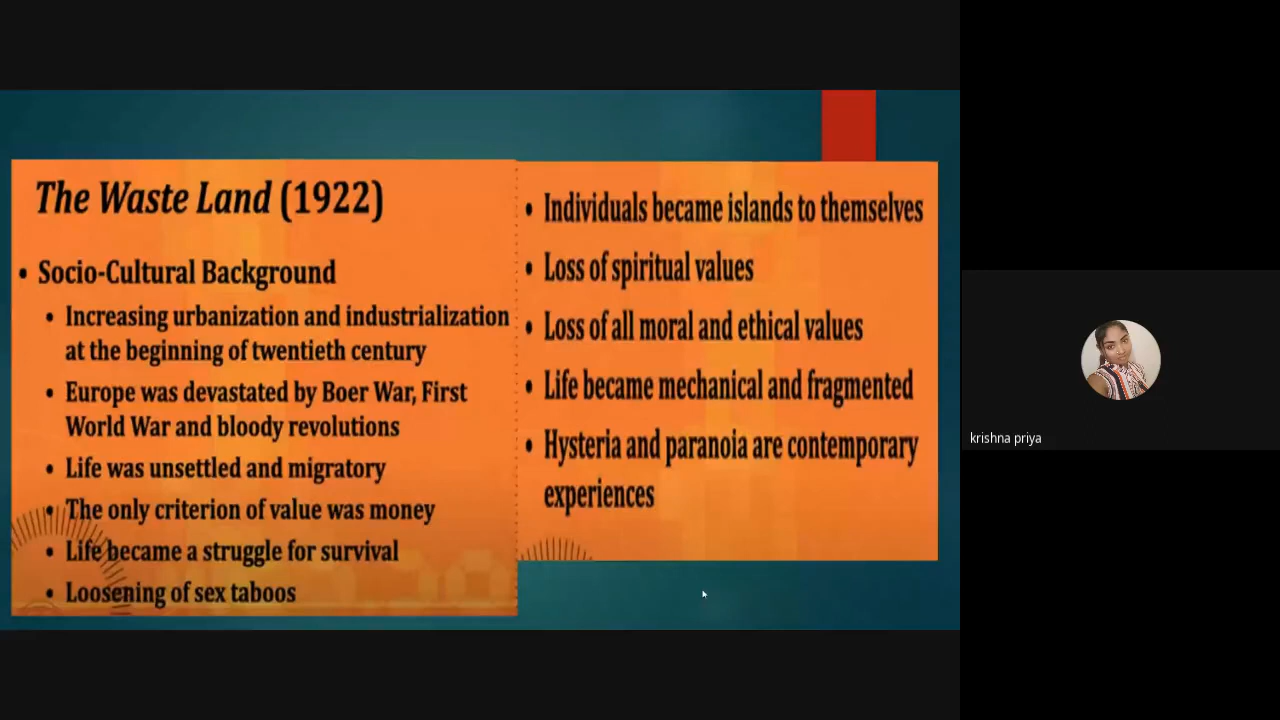 The Waste Land (1922)
• Socio-Cultural Background
• Increasing urbanization and industrialization
at the beginning of twentieth century
• Europe was devastated by Boer War, First
World War and bloody revolutions
• Life was unsettled and migratory
• The only criterion of value was money
• Life became a struggle for survival
• Loosening of sex taboos
• Individuals became islands to themselves
• Loss of spiritual values
• Loss of all moral and ethical values
• Life became mechanical and fragmented
• Hysteria and paranoia are contemporary
experiences
krishna priya